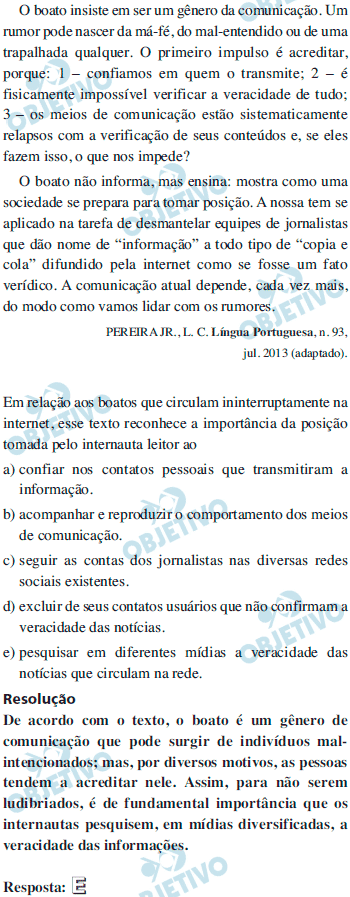 O boato insiste em ser um gênero da comunicação. Um
rumor pode nascer da má-fé, do mal-entendido ou de uma
trapalhada qualquer. O primeiro impulso é acreditar,
porque: 1 – confiamos em quem o transmite; 2 – é
fisicamente impossível verificar a veracidade de tudo;
3 – os meios de comunicação estão sistematicamente
relapsos com a verificação de seus conteúdos e, se eles
fazem isso, o que nos impede?
O boato não informa, mas ensina: mostra como uma
sociedade se prepara para tomar posição. A nossa tem se
aplicado na tarefa de desmantelar equipes de jornalistas
que dão nome de “informação” a todo tipo de “copia e
cola” difundido pela internet como se fosse um fato
verídico. A comunicação atual depende, cada vez mais,
do modo como vamos lidar com os rumores.
PEREIRA JR., L. C. Língua Portuguesa, n. 93,
jul. 2013 (adaptado).
Em relação aos boatos que circulam ininterruptamente na
internet, esse texto reconhece a importância da posição
tomada pelo internauta leitor ao
a) confiar nos contatos pessoais que transmitiram a
informação.
b) acompanhar e reproduzir o comportamento dos meios
de comunicação.
c) seguir as contas dos jornalistas nas diversas redes
sociais existentes.
d) excluir de seus contatos usuários que não confirmam a
veracidade das notícias.
e) pesquisar em diferentes mídias a veracidade das
notícias que circulam na rede.
Resolução
De acordo com o texto, o boato é um gênero de
comunicação que pode surgir de indivíduos mal-
intencionados; mas, por diversos motivos, as pessoas
tendem a acreditar nele. Assim, para não serem
ludibriados, é de fundamental importância que os
internautas pesquisem, em mídias diversificadas, a
veracidade das informações.
Resposta: E
OBJETIVO
OBJETIVO
OBJETIVO
OBJETIVO
OBJETIVO
OBJETIVO
OBJETIVO
OBJETIVO
OBJETIVO
OBJETIVO